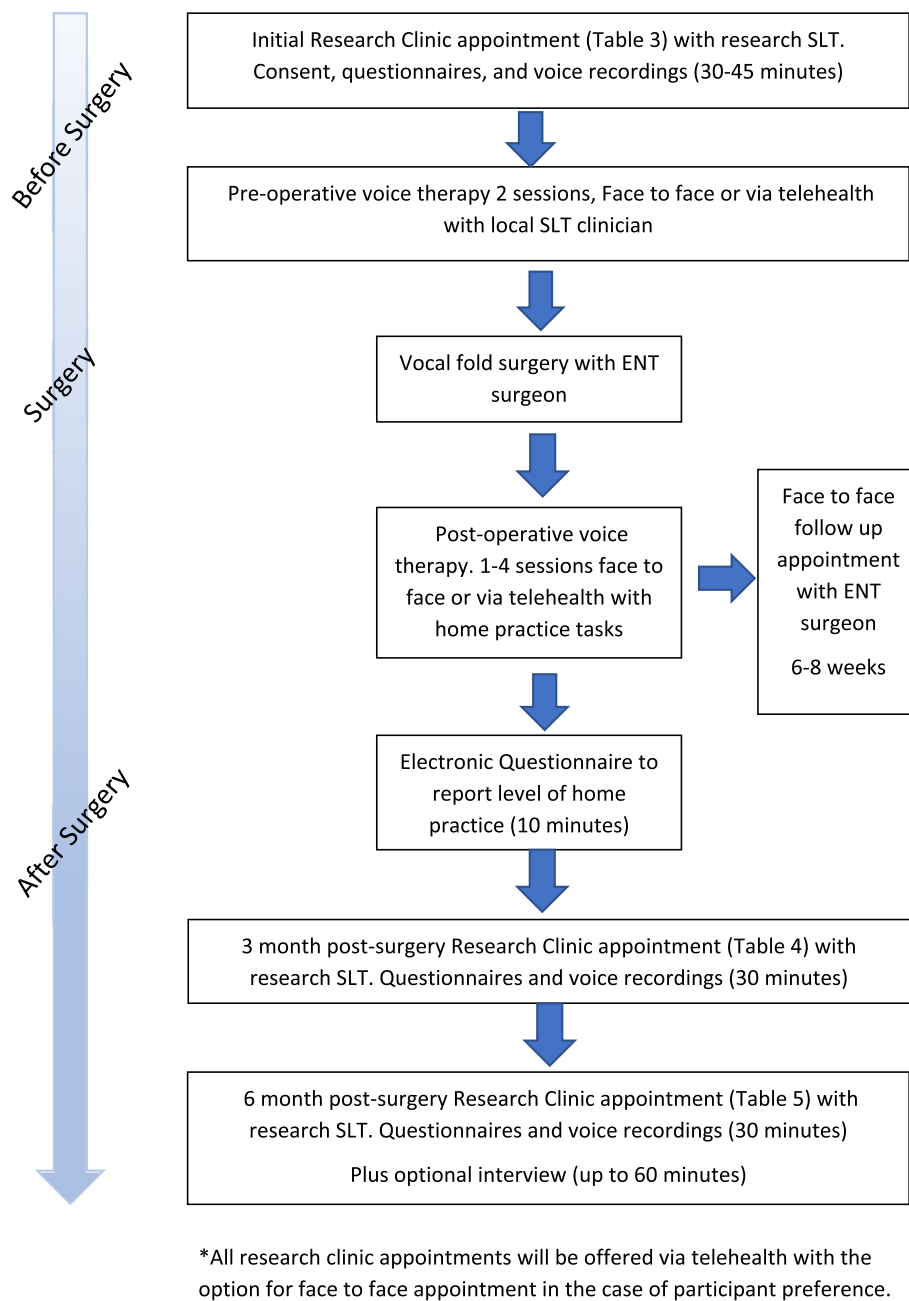 Before Surgery
Initial Research Clinic appointment (Table 3) with research SLT.
Consent, questionnaires, and voice recordings (30-45 minutes)
Pre-operative voice therapy 2 sessions, Face to face or via telehealth
with local SLT clinician
Surgery
Vocal fold surgery with ENT
surgeon
Post-operative voice
therapy. 1-4 sessions face to
face or via telehealth with
home practice tasks
Face to face
follow up
appointment
with ENT
surgeon
6-8 weeks
After Surgery
Electronic Questionnaire to
report level of home
practice (10 minutes)
3 month post-surgery Research Clinic appointment (Table 4) with
research SLT. Questionnaires and voice recordings (30 minutes)
6 month post-surgery Research Clinic appointment (Table 5) with
research SLT. Questionnaires and voice recordings (30 minutes)
Plus optional interview (up to 60 minutes)
*All research clinic appointments will be offered via telehealth with the
option for face to face appointment in the case of participant preference.